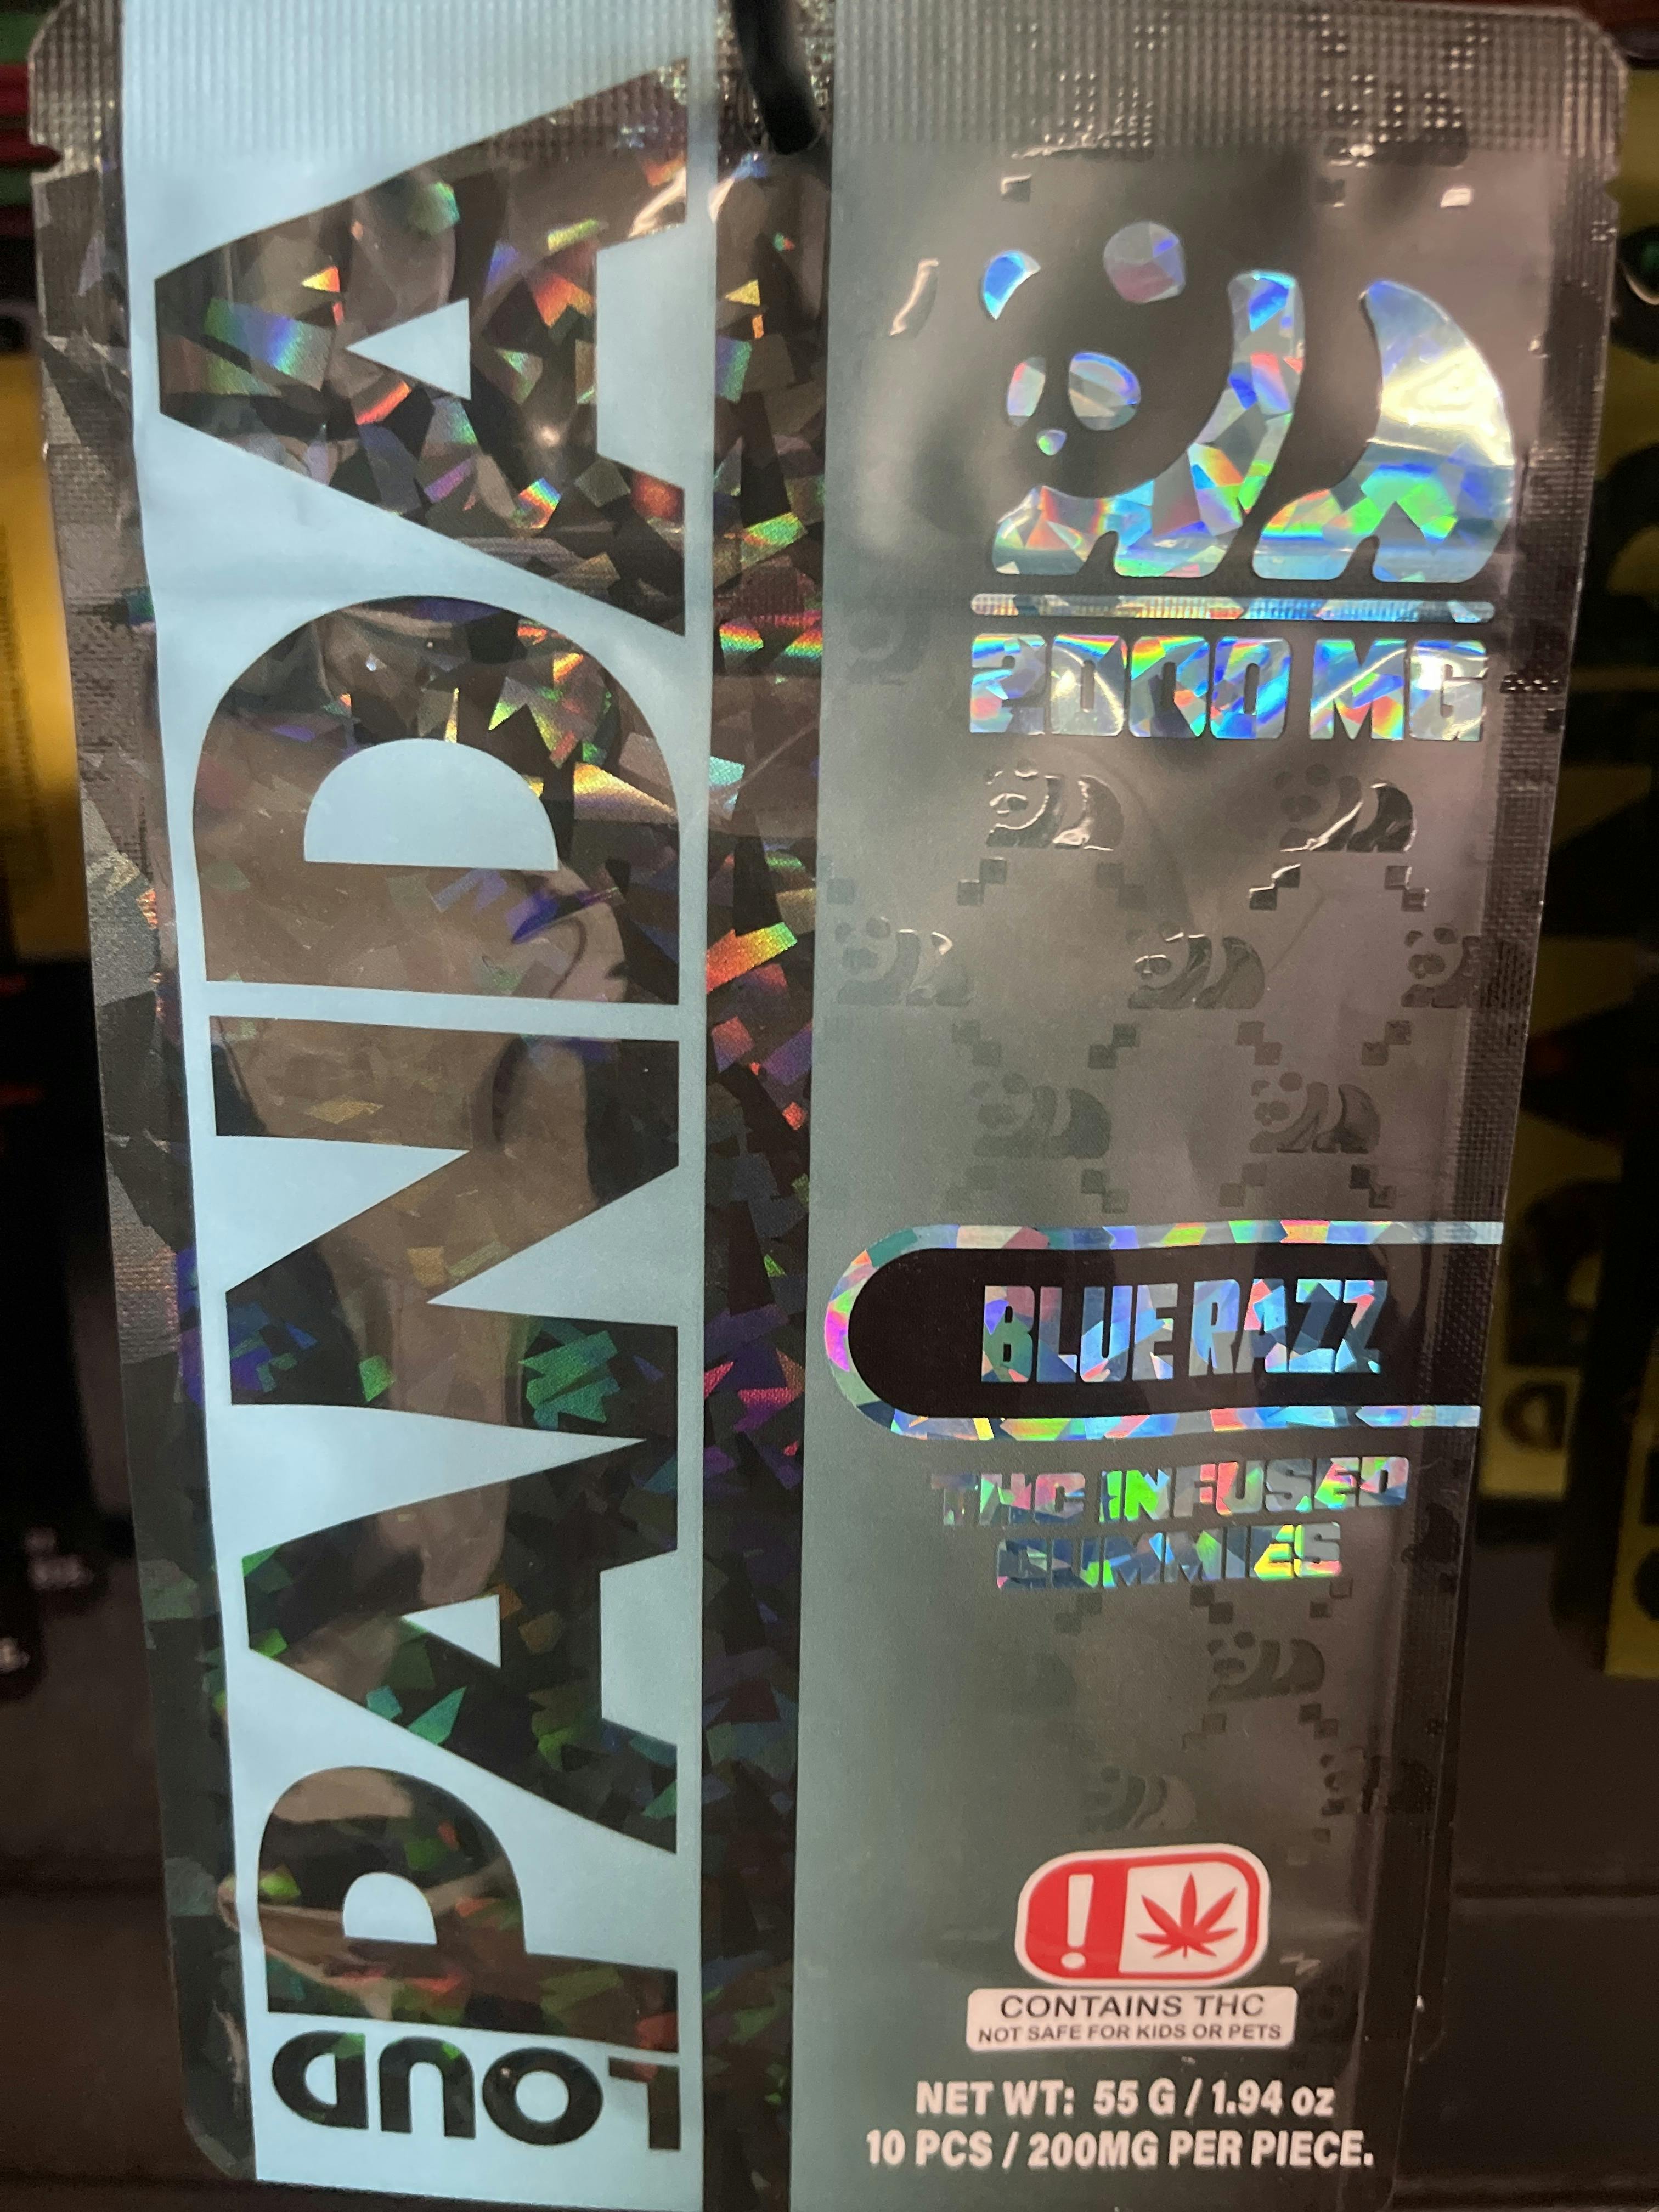 LOUD
PANDA
2000 MG
BLUE RAZZ
THC INFUSED
GUMMIES
!
CONTAINS THC
NOT SAFE FOR KIDS OR PETS
NET WT: 55 G / 1.94 oz
10 PCS / 200MG PER PIECE.